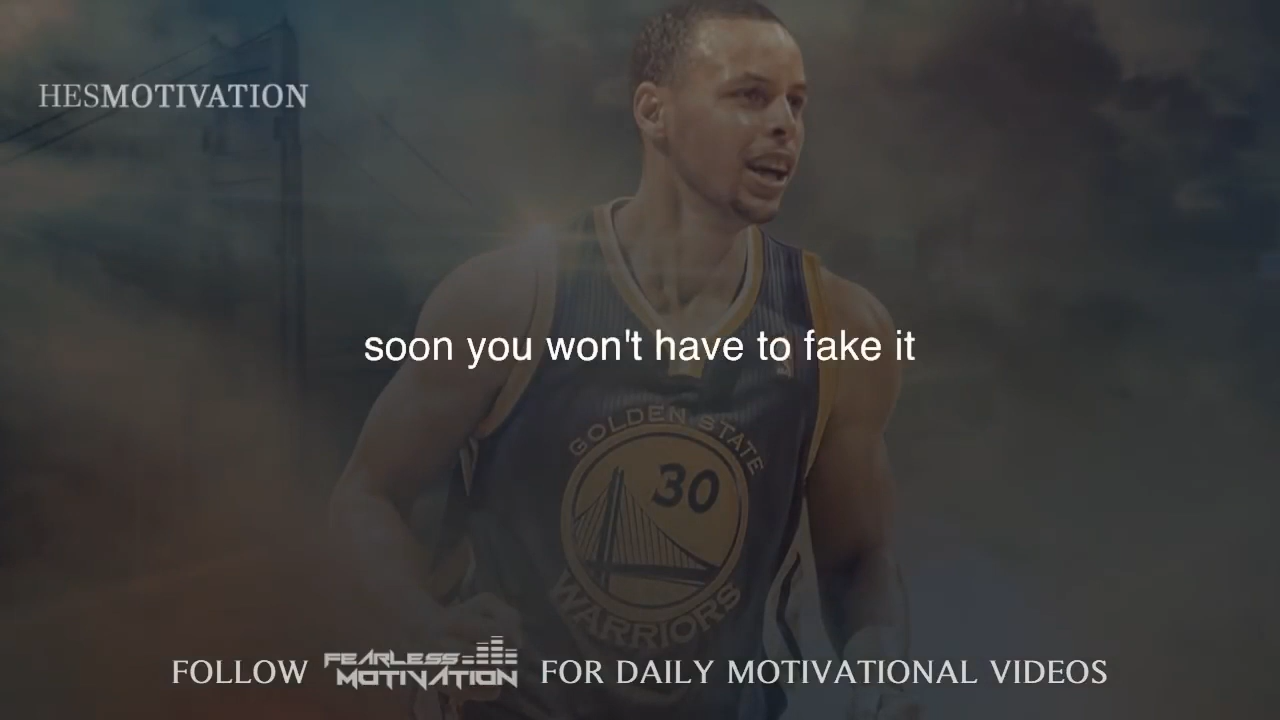 HESMOTIVATION
soon you won't have to fake it
GOLDEN STATE
30
WARRIORS
FOLLOW FEARLESS MOTIVATION FOR DAILY MOTIVATIONAL VIDEOS